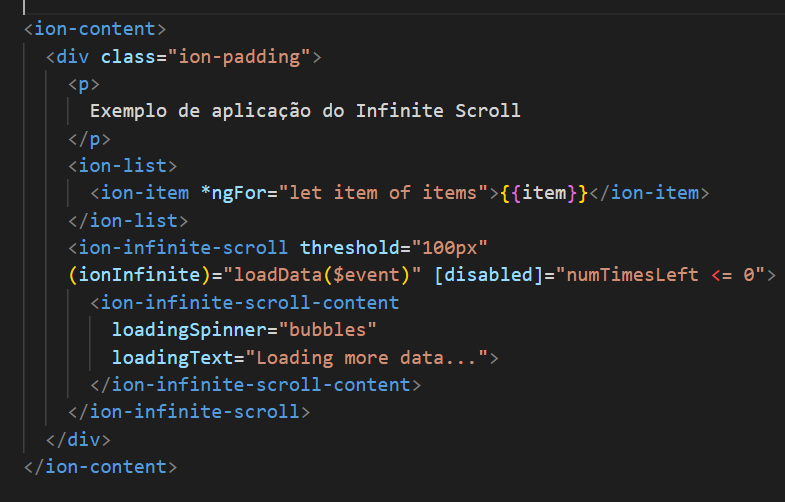 <ion-content>
<div class="ion-padding">
<p>
Exemplo de aplicação do Infinite Scroll
</p>
<ion-list>
<ion-item *ngFor="let item of items">{{item}}</ion-item>
</ion-list>
<ion-infinite-scroll threshold="100px"
(ionInfinite)="loadData($event)" [disabled]="numTimesLeft <= 0">
<ion-infinite-scroll-content
loadingSpinner="bubbles"
loadingText="Loading more data...">
</ion-infinite-scroll-content>
</ion-infinite-scroll>
</div>
</ion-content>